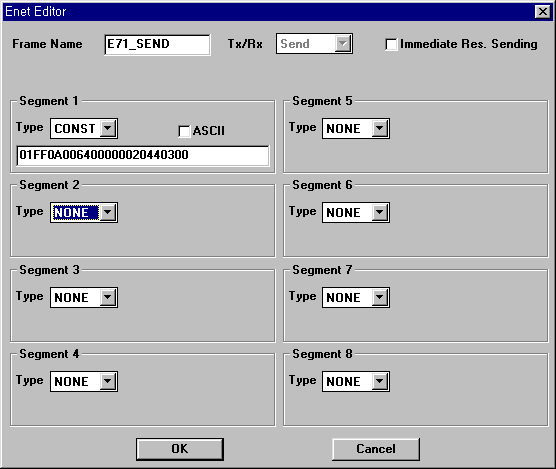 Enet Editor
Frame Name E71_SEND Tx/Rx Send Immediate Res. Sending
Segment 1
Type CONST ASCII
01FF0A006400000020440300
Segment 5
Type NONE
Segment 2
Type NONE
Segment 6
Type NONE
Segment 3
Type NONE
Segment 7
Type NONE
Segment 4
Type NONE
Segment 8
Type NONE
OK Cancel